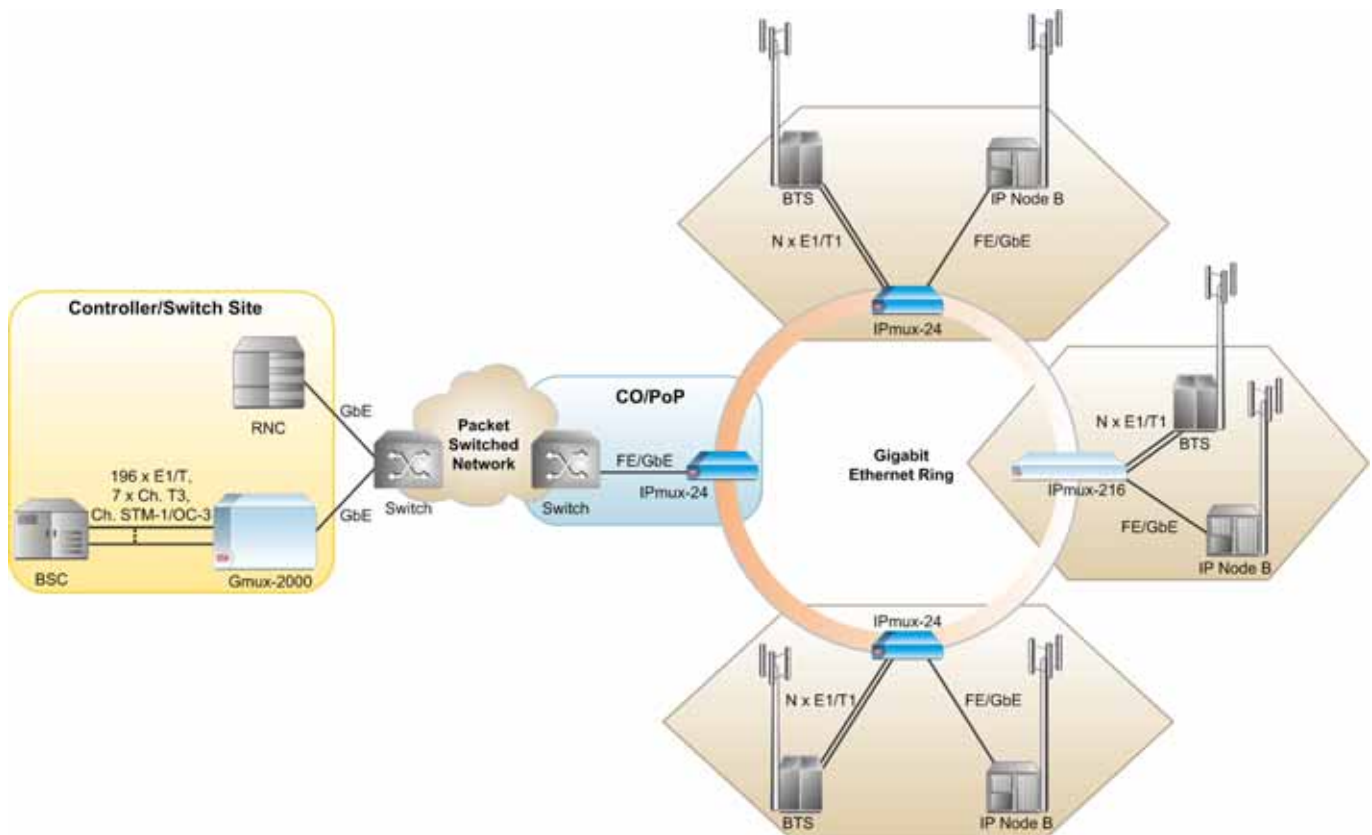 BTS
IP Node B
N x E1/T1
FE/GbE
IPmux-24
Controller/Switch Site
RNC
GbE
196 x E1/T,
7 x Ch. T3,
Ch. STM-1/OC-3
BSC
Gmux-2000
GbE
Switch
Packet
Switched
Network
CO/PoP
Switch
FE/GbE
IPmux-24
Gigabit
Ethernet Ring
N x E1/T1
BTS
IPmux-216
FE/GbE
IP Node B
IPmux-24
N x E1/T1
FE/GbE
BTS
IP Node B